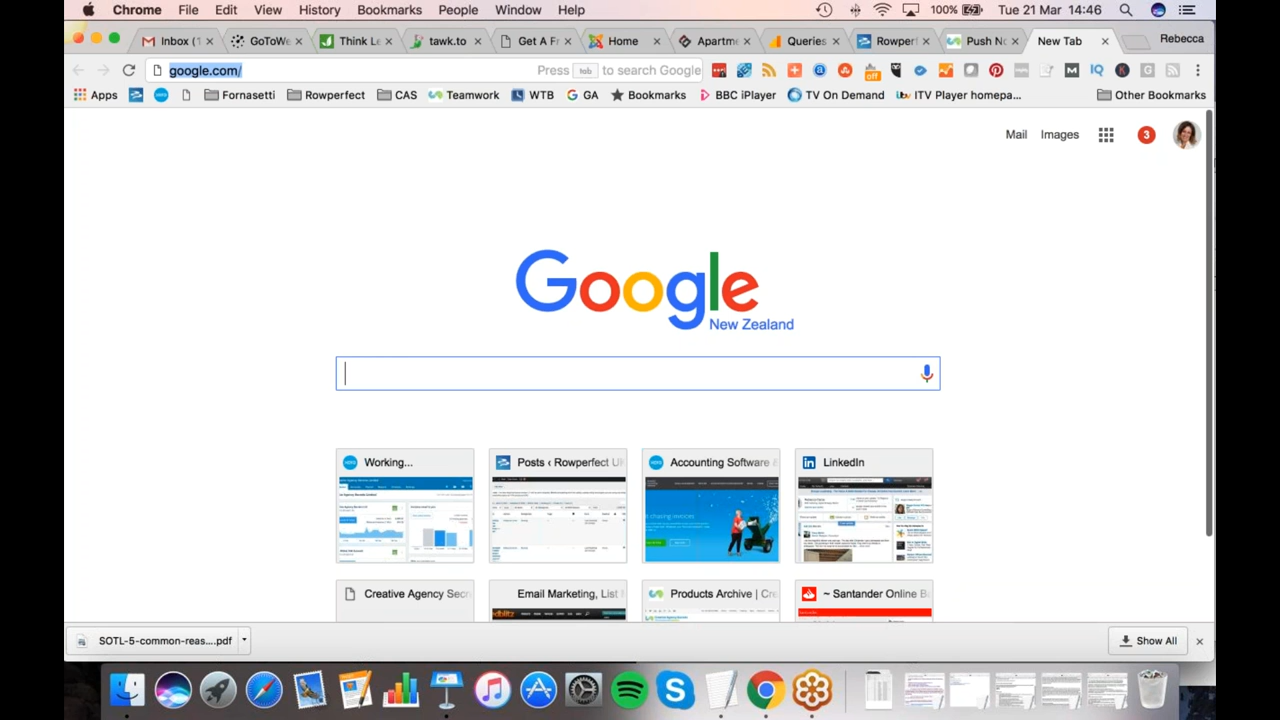 Chrome File Edit View History Bookmarks People Window Help 100% Tue 21 Mar 14:46
Inbox (1 GoToWe Think Le tawk.to Get A Fr Home Apartm Queries Rowperf Push N New Tab Rebecca
google.com/ Press tab to search Google
Apps Fornasetti Rowperfect CAS Teamwork WTB GA Bookmarks BBC iPlayer TV On Demand ITV Player homepa... Other Bookmarks
Mail Images 3
Google
New Zealand
Working... Posts ‹ Rowperfect U Accounting Software & LinkedIn
Creative Agency Secr Email Marketing, List Products Archive | Cre ~ Santander Online B
SOTL-5-common-reas....pdf Show All